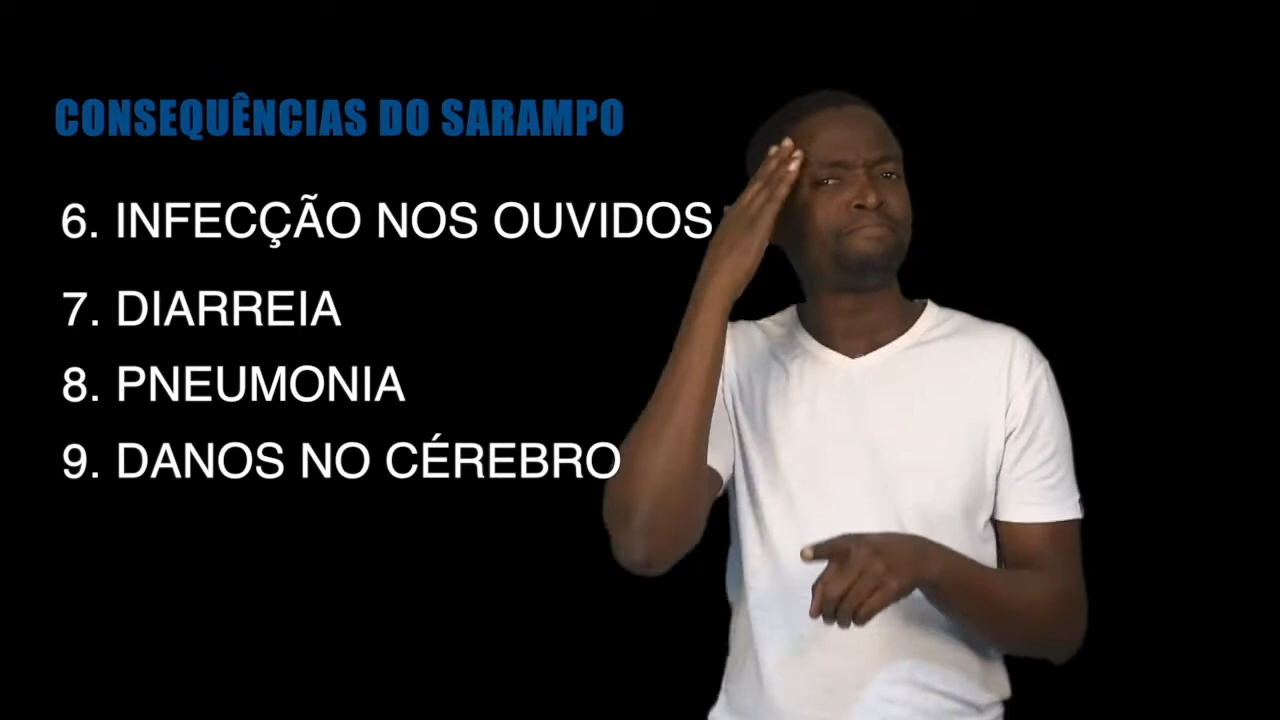 CONSEQUÊNCIAS DO SARAMPO
6. INFECÇÃO NOS OUVIDOS
7. DIARREIA
8. PNEUMONIA
9. DANOS NO CÉREBRO